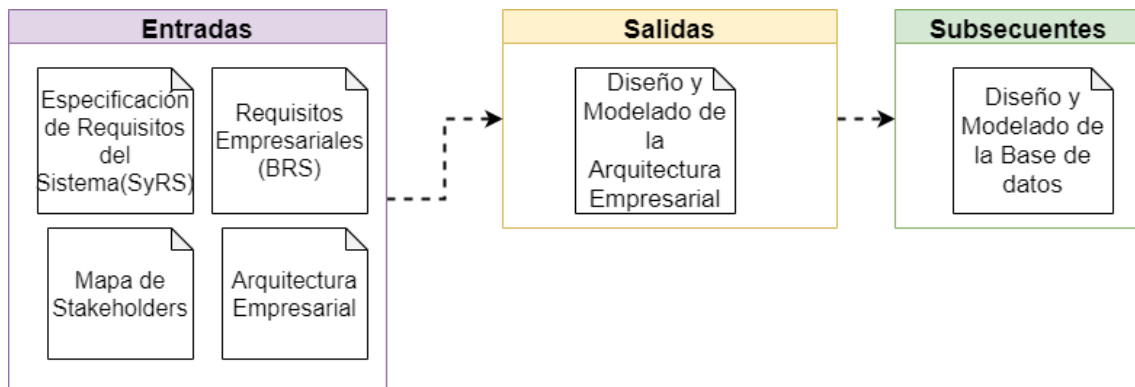 Entradas
Especificación
de Requisitos
del
Sistema(SyRS)
Requisitos
Empresariales
(BRS)
Mapa de
Stakeholders
Arquitectura
Empresarial
Salidas
Diseño y
Modelado de
la
Arquitectura
Empresarial
Subsecuentes
Diseño y
Modelado de
la Base de
datos